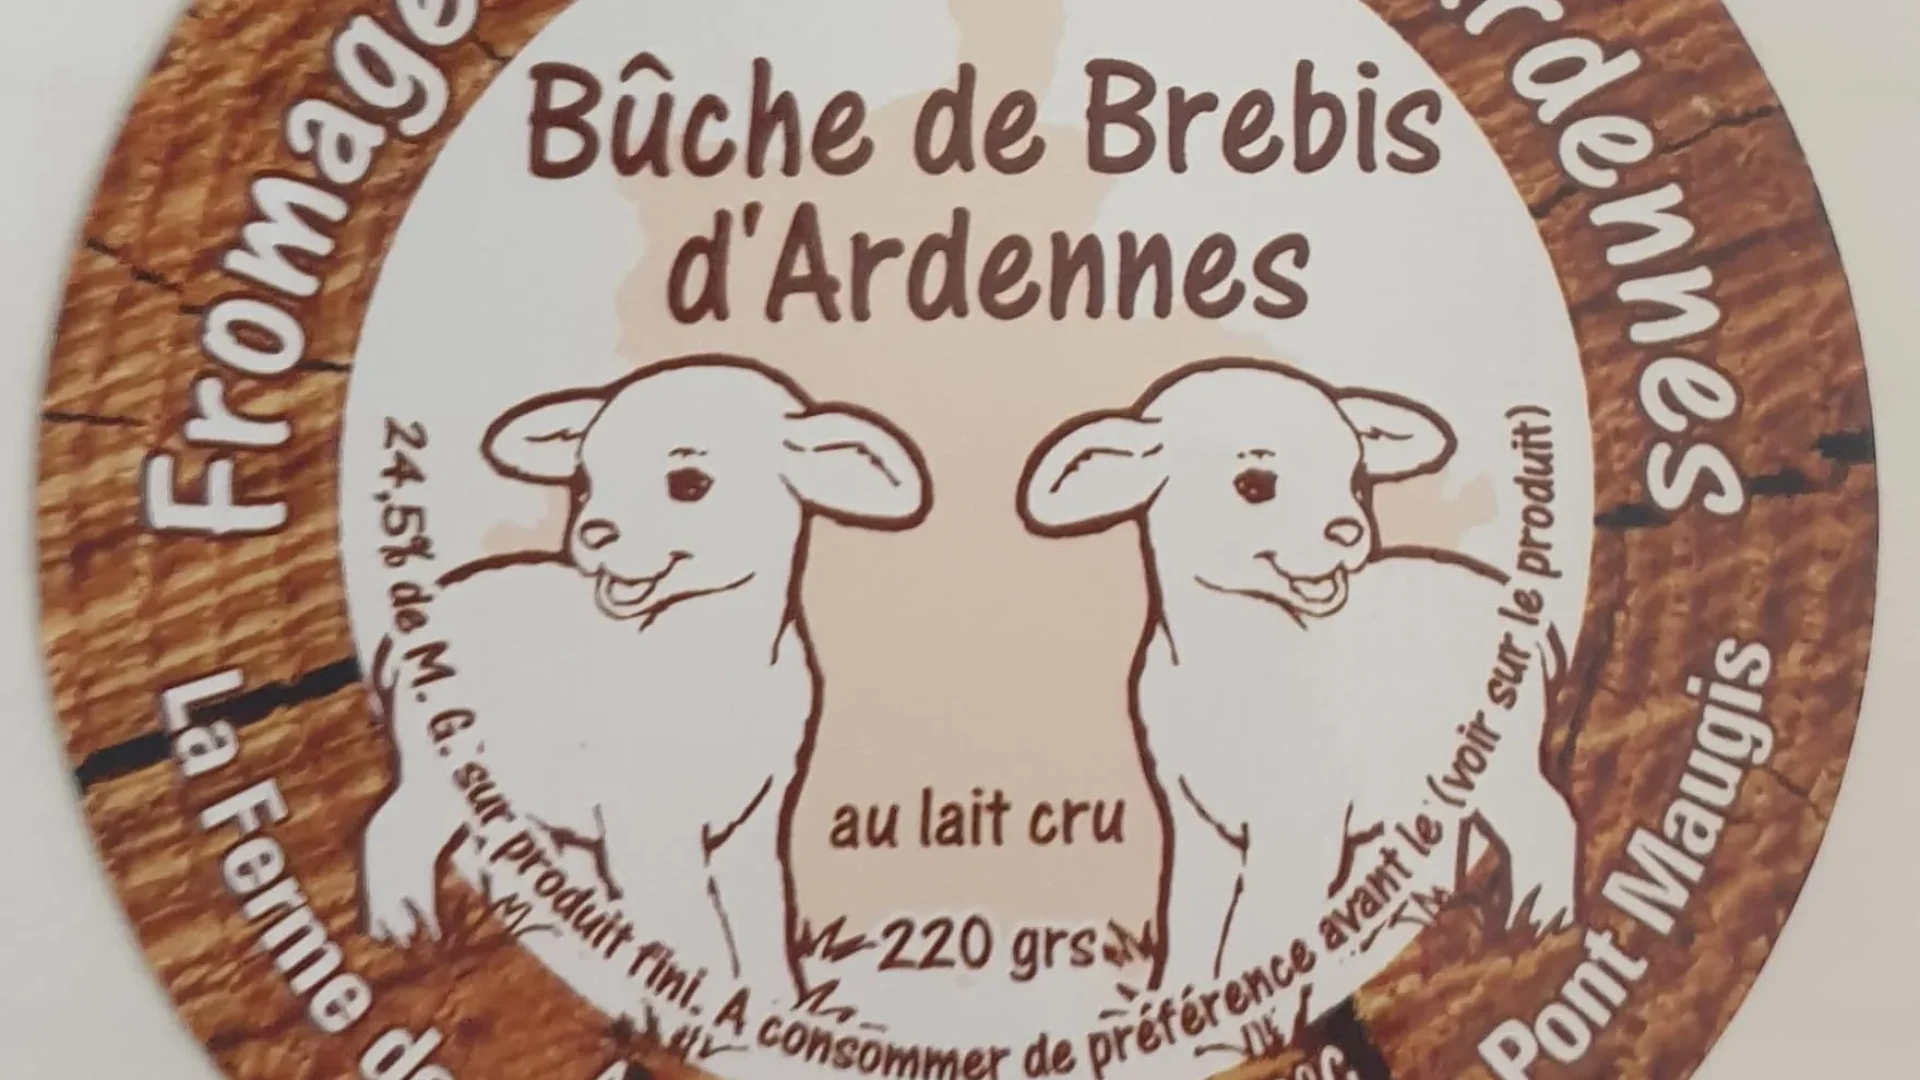 Fromage
Ardennes
Bûche de Brebis
d'Ardennes
24,5% de M. G. sur produit fini. A consommer de préférence avant le (voir sur le produit)
au lait cru
220 grs
La Ferme de
Pont Maugis